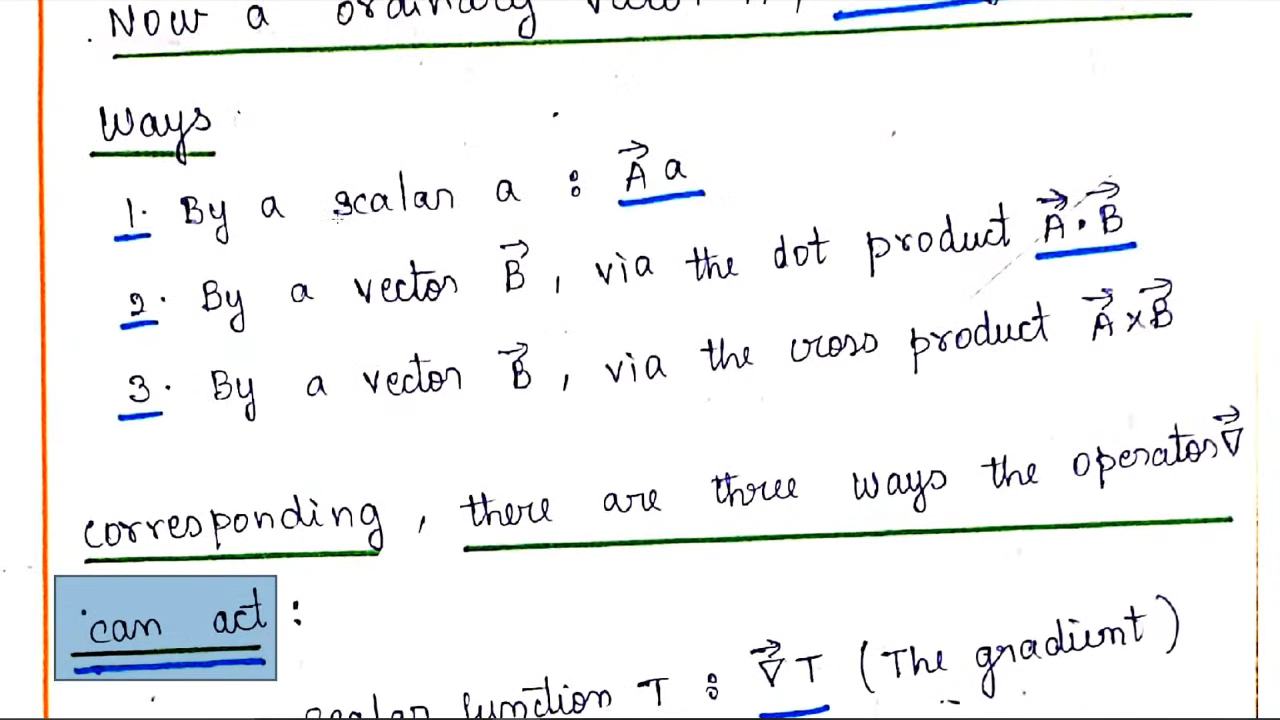 . Now a ordinary
Ways
1. By a scalar a : A⃗ a
2. By a vector B⃗ , via the dot product A⃗ · B⃗
3. By a vector B⃗ , via the cross product A⃗ × B⃗
corresponding , there are three ways the operator ∇⃗
can act :
scalar function T : ∇⃗ T (The gradient)